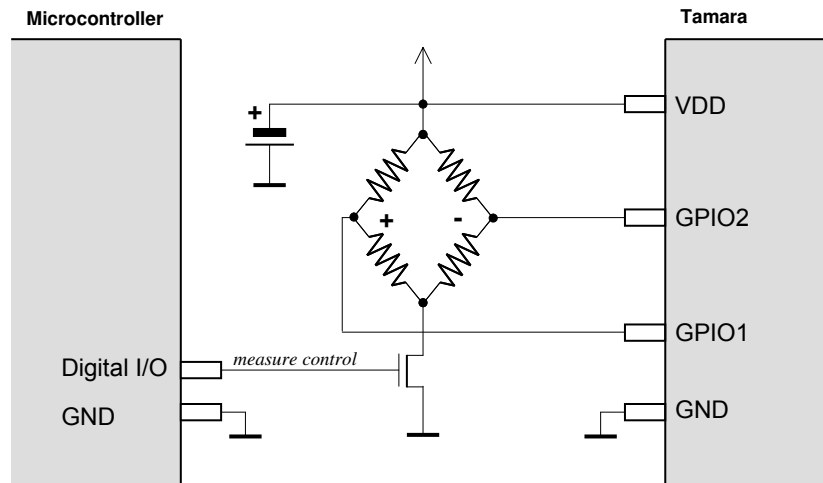 Microcontroller
Tamara
+
VDD
+
-
GPIO2
GPIO1
Digital I/O
measure control
GND
GND